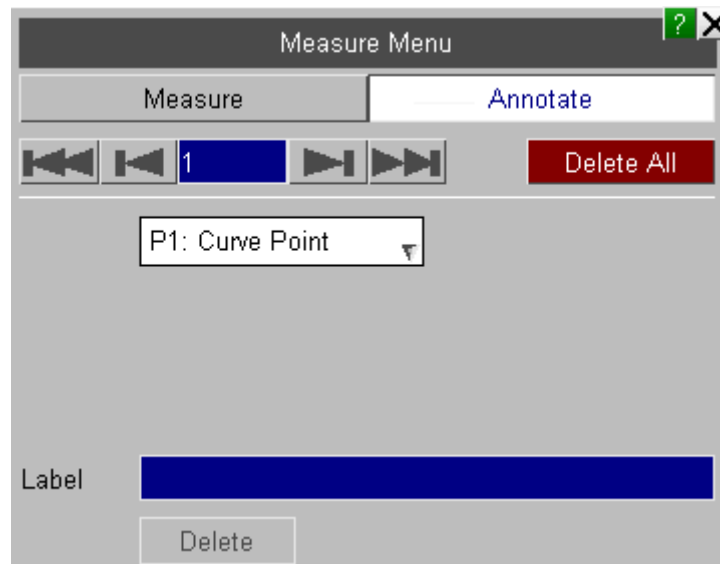 Measure Menu
?
Measure Annotate
1 Delete All
P1: Curve Point
Label
Delete